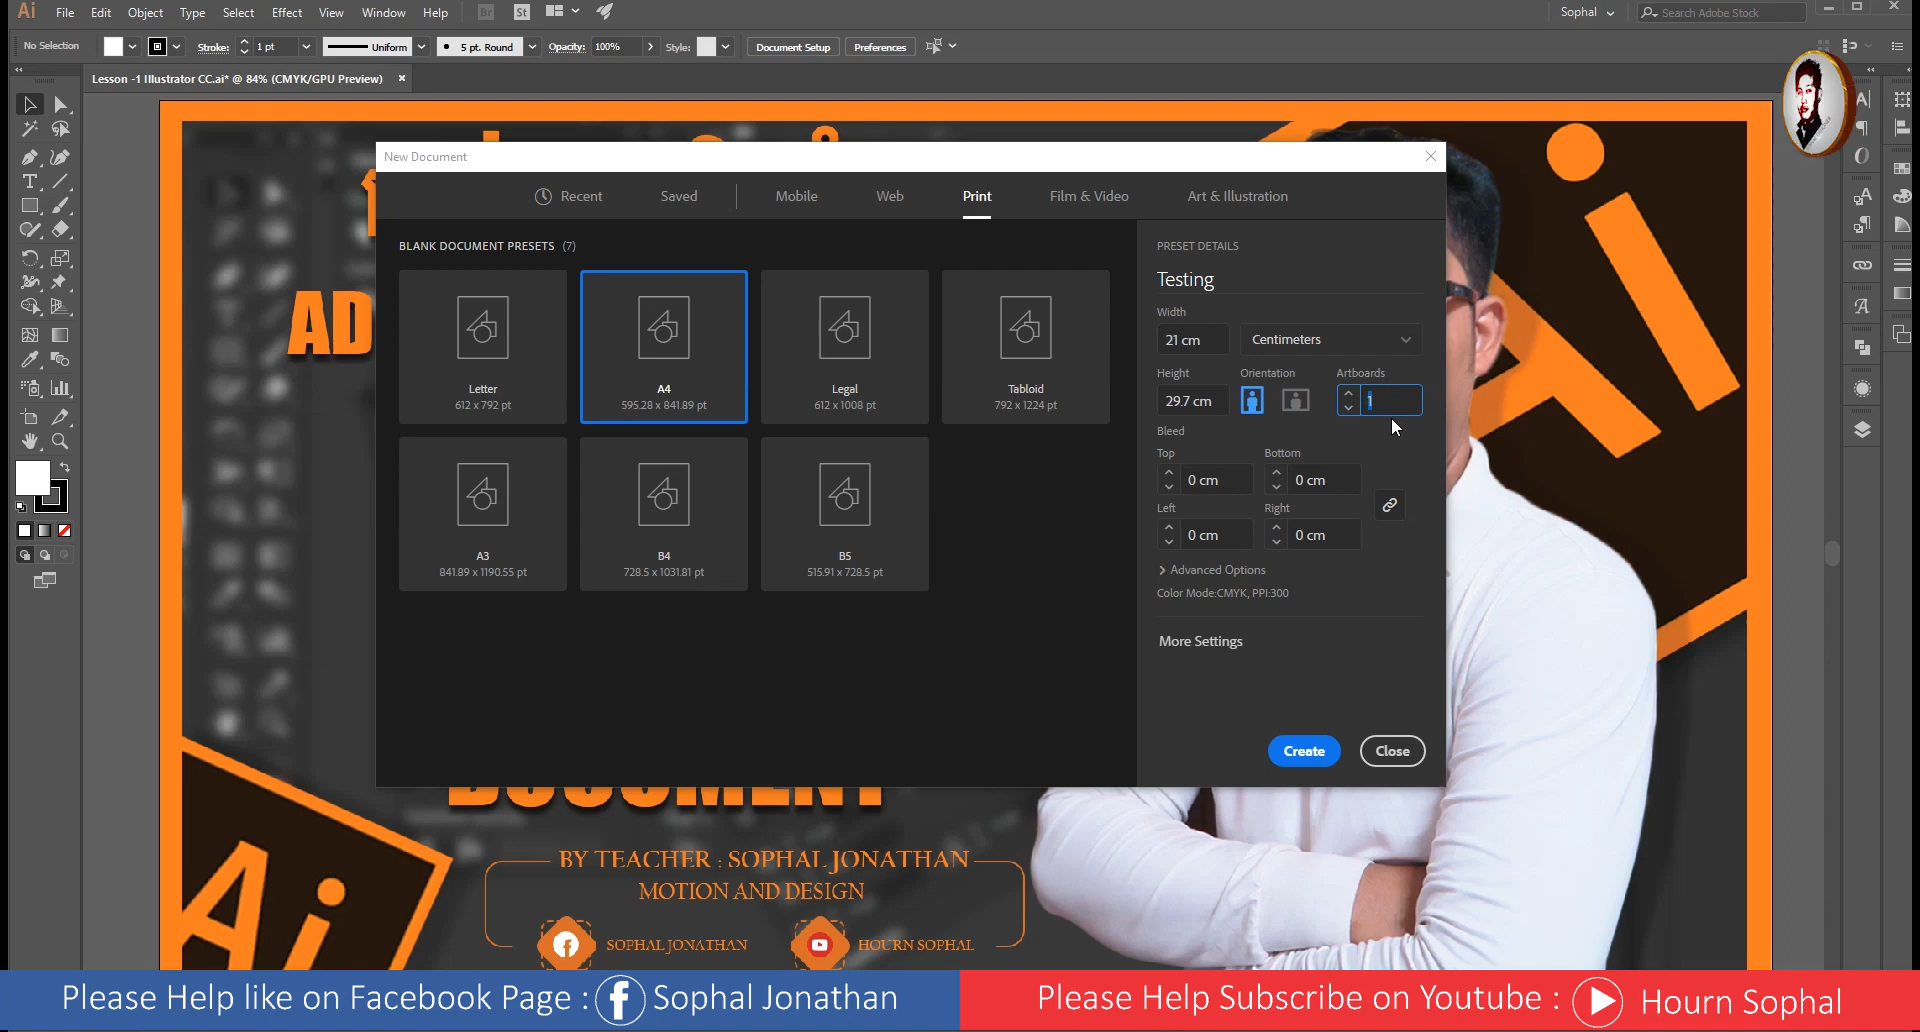 Ai File Edit Object Type Select Effect View Window Help Br St Sophal Search Adobe Stock
No Selection Stroke: 1 pt Uniform 5 pt. Round Opacity: 100% Style: Document Setup Preferences
Lesson -1 Illustrator CC.ai* @ 84% (CMYK/GPU Preview) ×
New Document
Recent Saved Mobile Web Print Film & Video Art & Illustration
BLANK DOCUMENT PRESETS (7)
PRESET DETAILS
Testing
Width
21 cm Centimeters
Height Orientation Artboards
29.7 cm 1
Bleed
Top Bottom
0 cm 0 cm
Left Right
0 cm 0 cm
Advanced Options
Color Mode:CMYK, PPI:300
More Settings
Create Close
Letter A4 Legal Tabloid
612 x 792 pt 595.28 x 841.89 pt 612 x 1008 pt 792 x 1224 pt
A3 B4 B5
841.89 x 1190.55 pt 728.5 x 1031.81 pt 515.91 x 728.5 pt
AD
DOCUMENT
Ai
BY TEACHER : SOPHAL JONATHAN
MOTION AND DESIGN
SOPHAL JONATHAN HOURN SOPHAL
Please Help like on Facebook Page : f Sophal Jonathan
Please Help Subscribe on Youtube : Hourn Sophal